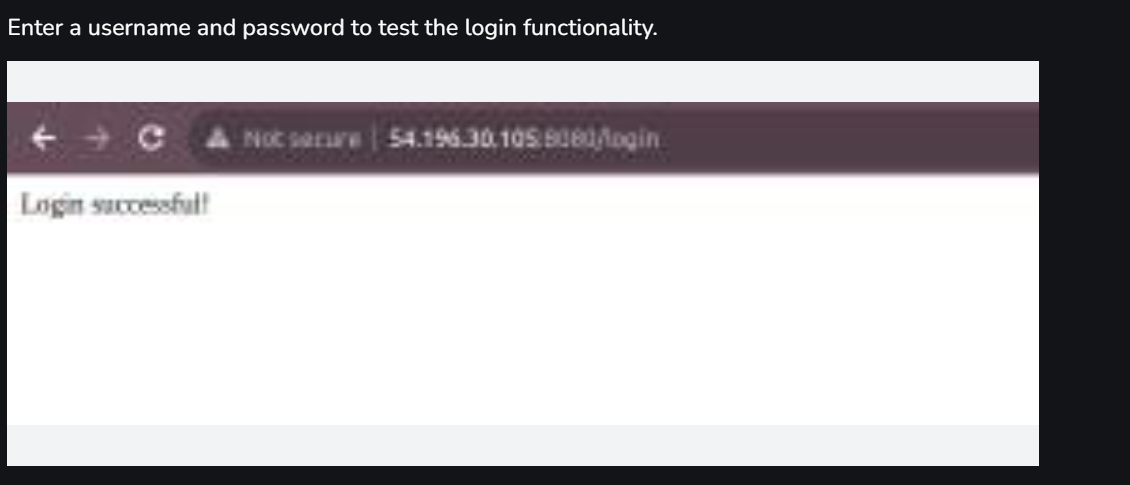 Enter a username and password to test the login functionality.
Not secure | 54.196.30.105:8080/login
Login successful!